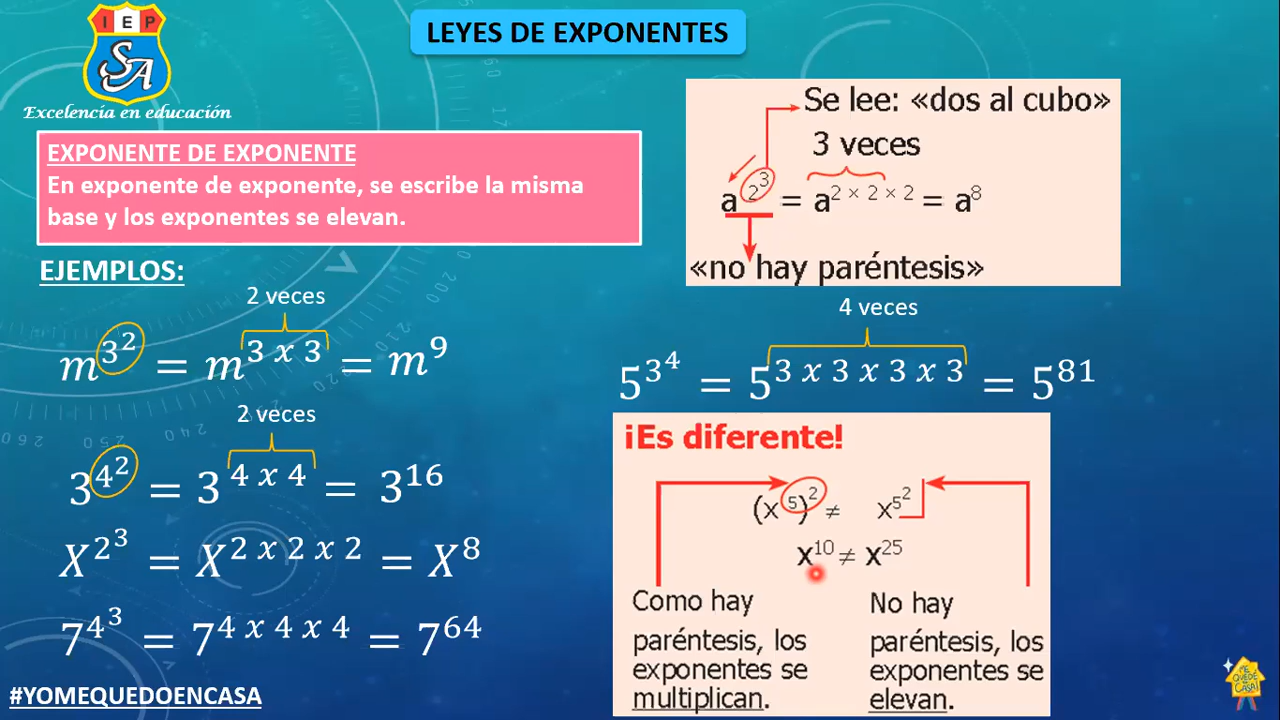 IEP
SA
Excelencia en educación
LEYES DE EXPONENTES
EXPONENTE DE EXPONENTE
En exponente de exponente, se escribe la misma
base y los exponentes se elevan.
EJEMPLOS:
2 veces
m^{3^2} = m^{3 x 3} = m^9
2 veces
3^{4^2} = 3^{4 x 4} = 3^{16}
X^{2^3} = X^{2 x 2 x 2} = X^8
7^{4^3} = 7^{4 x 4 x 4} = 7^{64}
#YOMEQUEDOENCASA
Se lee: «dos al cubo»
3 veces
a^{2^3} = a^{2 × 2 × 2} = a^8
«no hay paréntesis»
4 veces
5^{3^4} = 5^{3 x 3 x 3 x 3} = 5^{81}
¡Es diferente!
(x^5)^2 ≠ x^{5^2}
x^{10} ≠ x^{25}
Como hay
paréntesis, los
exponentes se
multiplican.
No hay
paréntesis, los
exponentes se
elevan.